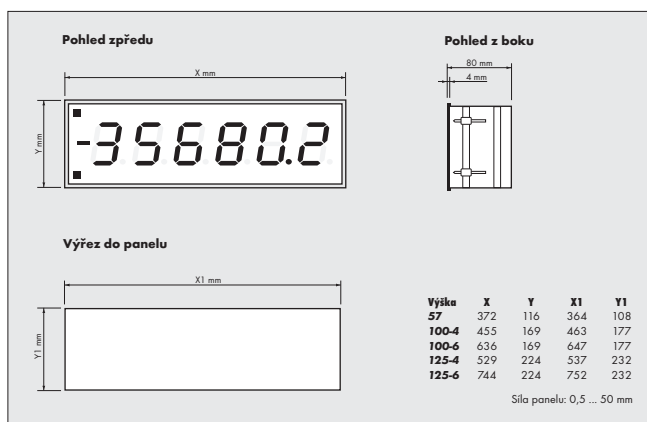 Pohled zpředu
Pohled z boku
X mm
80 mm
4 mm
Y mm
-35680.2
Výřez do panelu
X1 mm
Y1 mm
Výška X Y X1 Y1
57 372 116 364 108
100-4 455 169 463 177
100-6 636 169 647 177
125-4 529 224 537 232
125-6 744 224 752 232
Síla panelu: 0,5 ... 50 mm